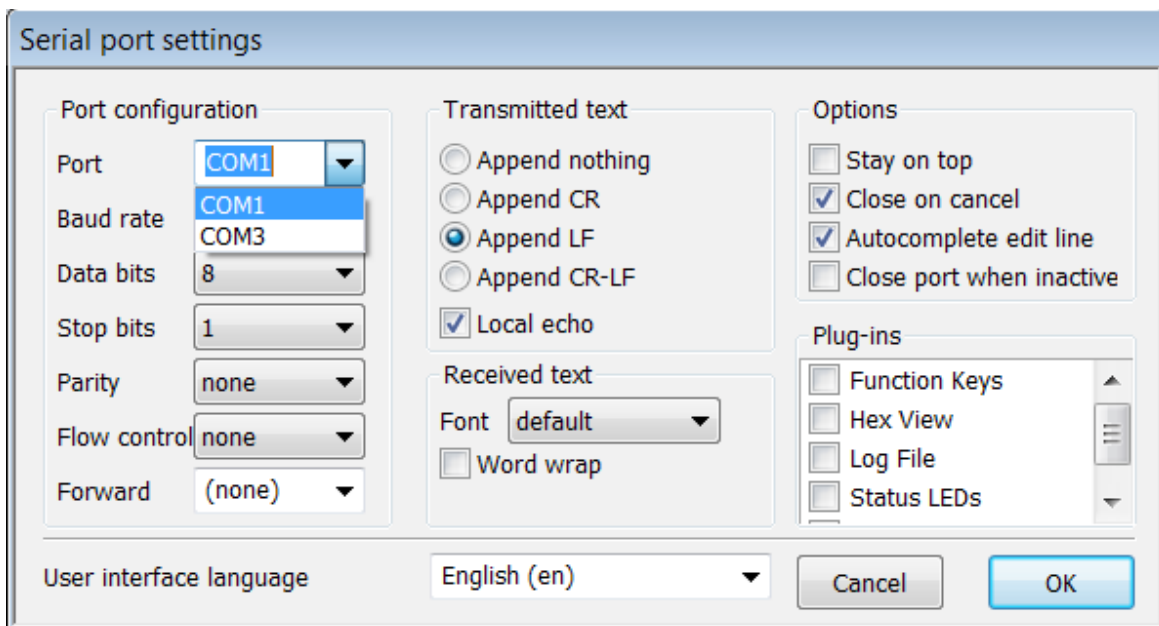 Serial port settings
Port configuration
Port COM1
COM1
COM3
Baud rate
Data bits 8
Stop bits 1
Parity none
Flow control none
Forward (none)
Transmitted text
Append nothing
Append CR
Append LF
Append CR-LF
Local echo
Received text
Font default
Word wrap
Options
Stay on top
Close on cancel
Autocomplete edit line
Close port when inactive
Plug-ins
Function Keys
Hex View
Log File
Status LEDs
User interface language English (en)
Cancel OK